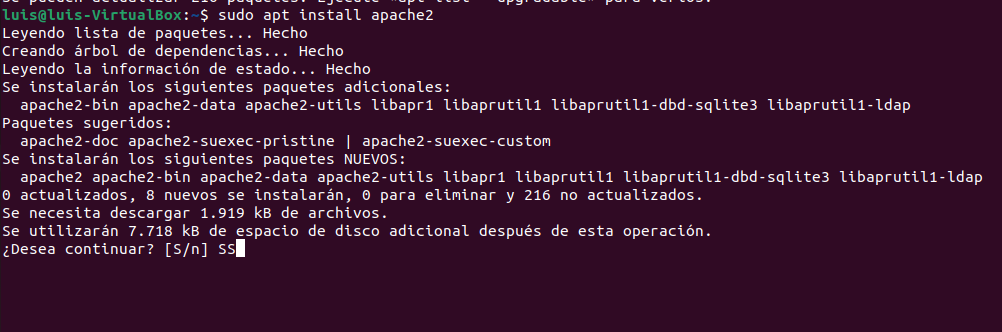 se pueden actualizar 216 paquetes. Ejecute «apt list --upgradable» para verlos.
luis@luis-VirtualBox:~$ sudo apt install apache2
Leyendo lista de paquetes... Hecho
Creando árbol de dependencias... Hecho
Leyendo la información de estado... Hecho
Se instalarán los siguientes paquetes adicionales:
  apache2-bin apache2-data apache2-utils libapr1 libaprutil1 libaprutil1-dbd-sqlite3 libaprutil1-ldap
Paquetes sugeridos:
  apache2-doc apache2-suexec-pristine | apache2-suexec-custom
Se instalarán los siguientes paquetes NUEVOS:
  apache2 apache2-bin apache2-data apache2-utils libapr1 libaprutil1 libaprutil1-dbd-sqlite3 libaprutil1-ldap
0 actualizados, 8 nuevos se instalarán, 0 para eliminar y 216 no actualizados.
Se necesita descargar 1.919 kB de archivos.
Se utilizarán 7.718 kB de espacio de disco adicional después de esta operación.
¿Desea continuar? [S/n] SS